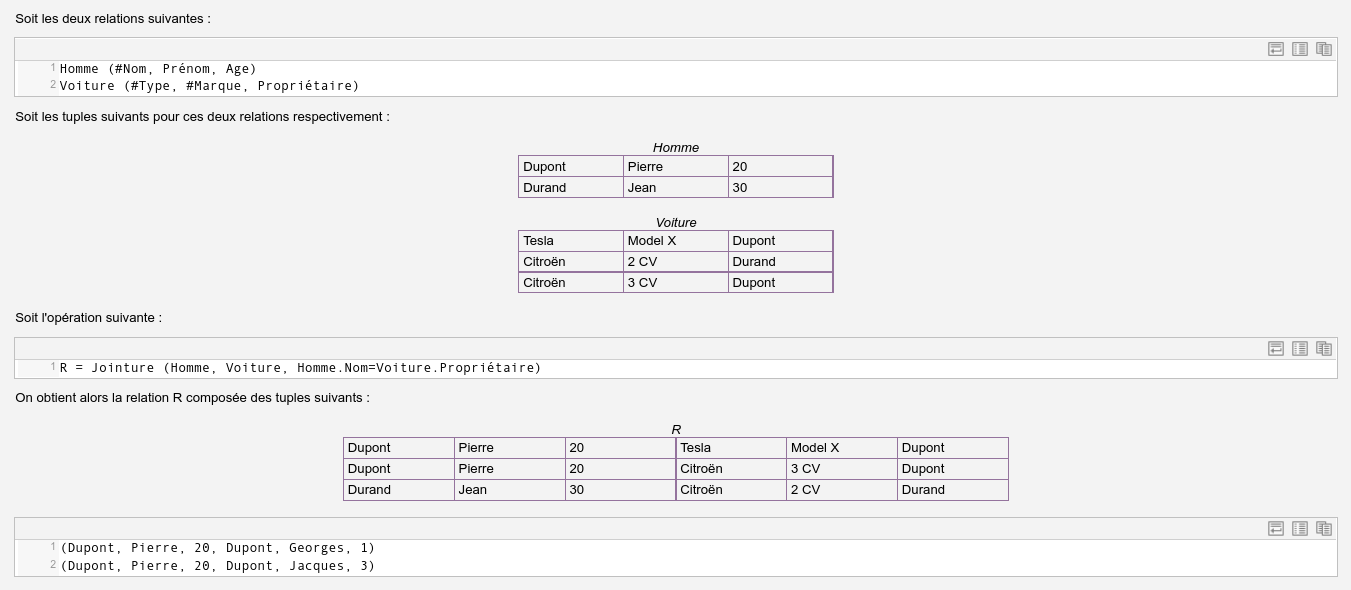 Soit les deux relations suivantes :
1 Homme (#Nom, Prénom, Age)
2 Voiture (#Type, #Marque, Propriétaire)
Soit les tuples suivants pour ces deux relations respectivement :
Homme
Dupont Pierre 20
Durand Jean 30
Voiture
Tesla Model X Dupont
Citroën 2 CV Durand
Citroën 3 CV Dupont
Soit l'opération suivante :
1 R = Jointure (Homme, Voiture, Homme.Nom=Voiture.Propriétaire)
On obtient alors la relation R composée des tuples suivants :
R
Dupont Pierre 20 Tesla Model X Dupont
Dupont Pierre 20 Citroën 3 CV Dupont
Durand Jean 30 Citroën 2 CV Durand
1 (Dupont, Pierre, 20, Dupont, Georges, 1)
2 (Dupont, Pierre, 20, Dupont, Jacques, 3)